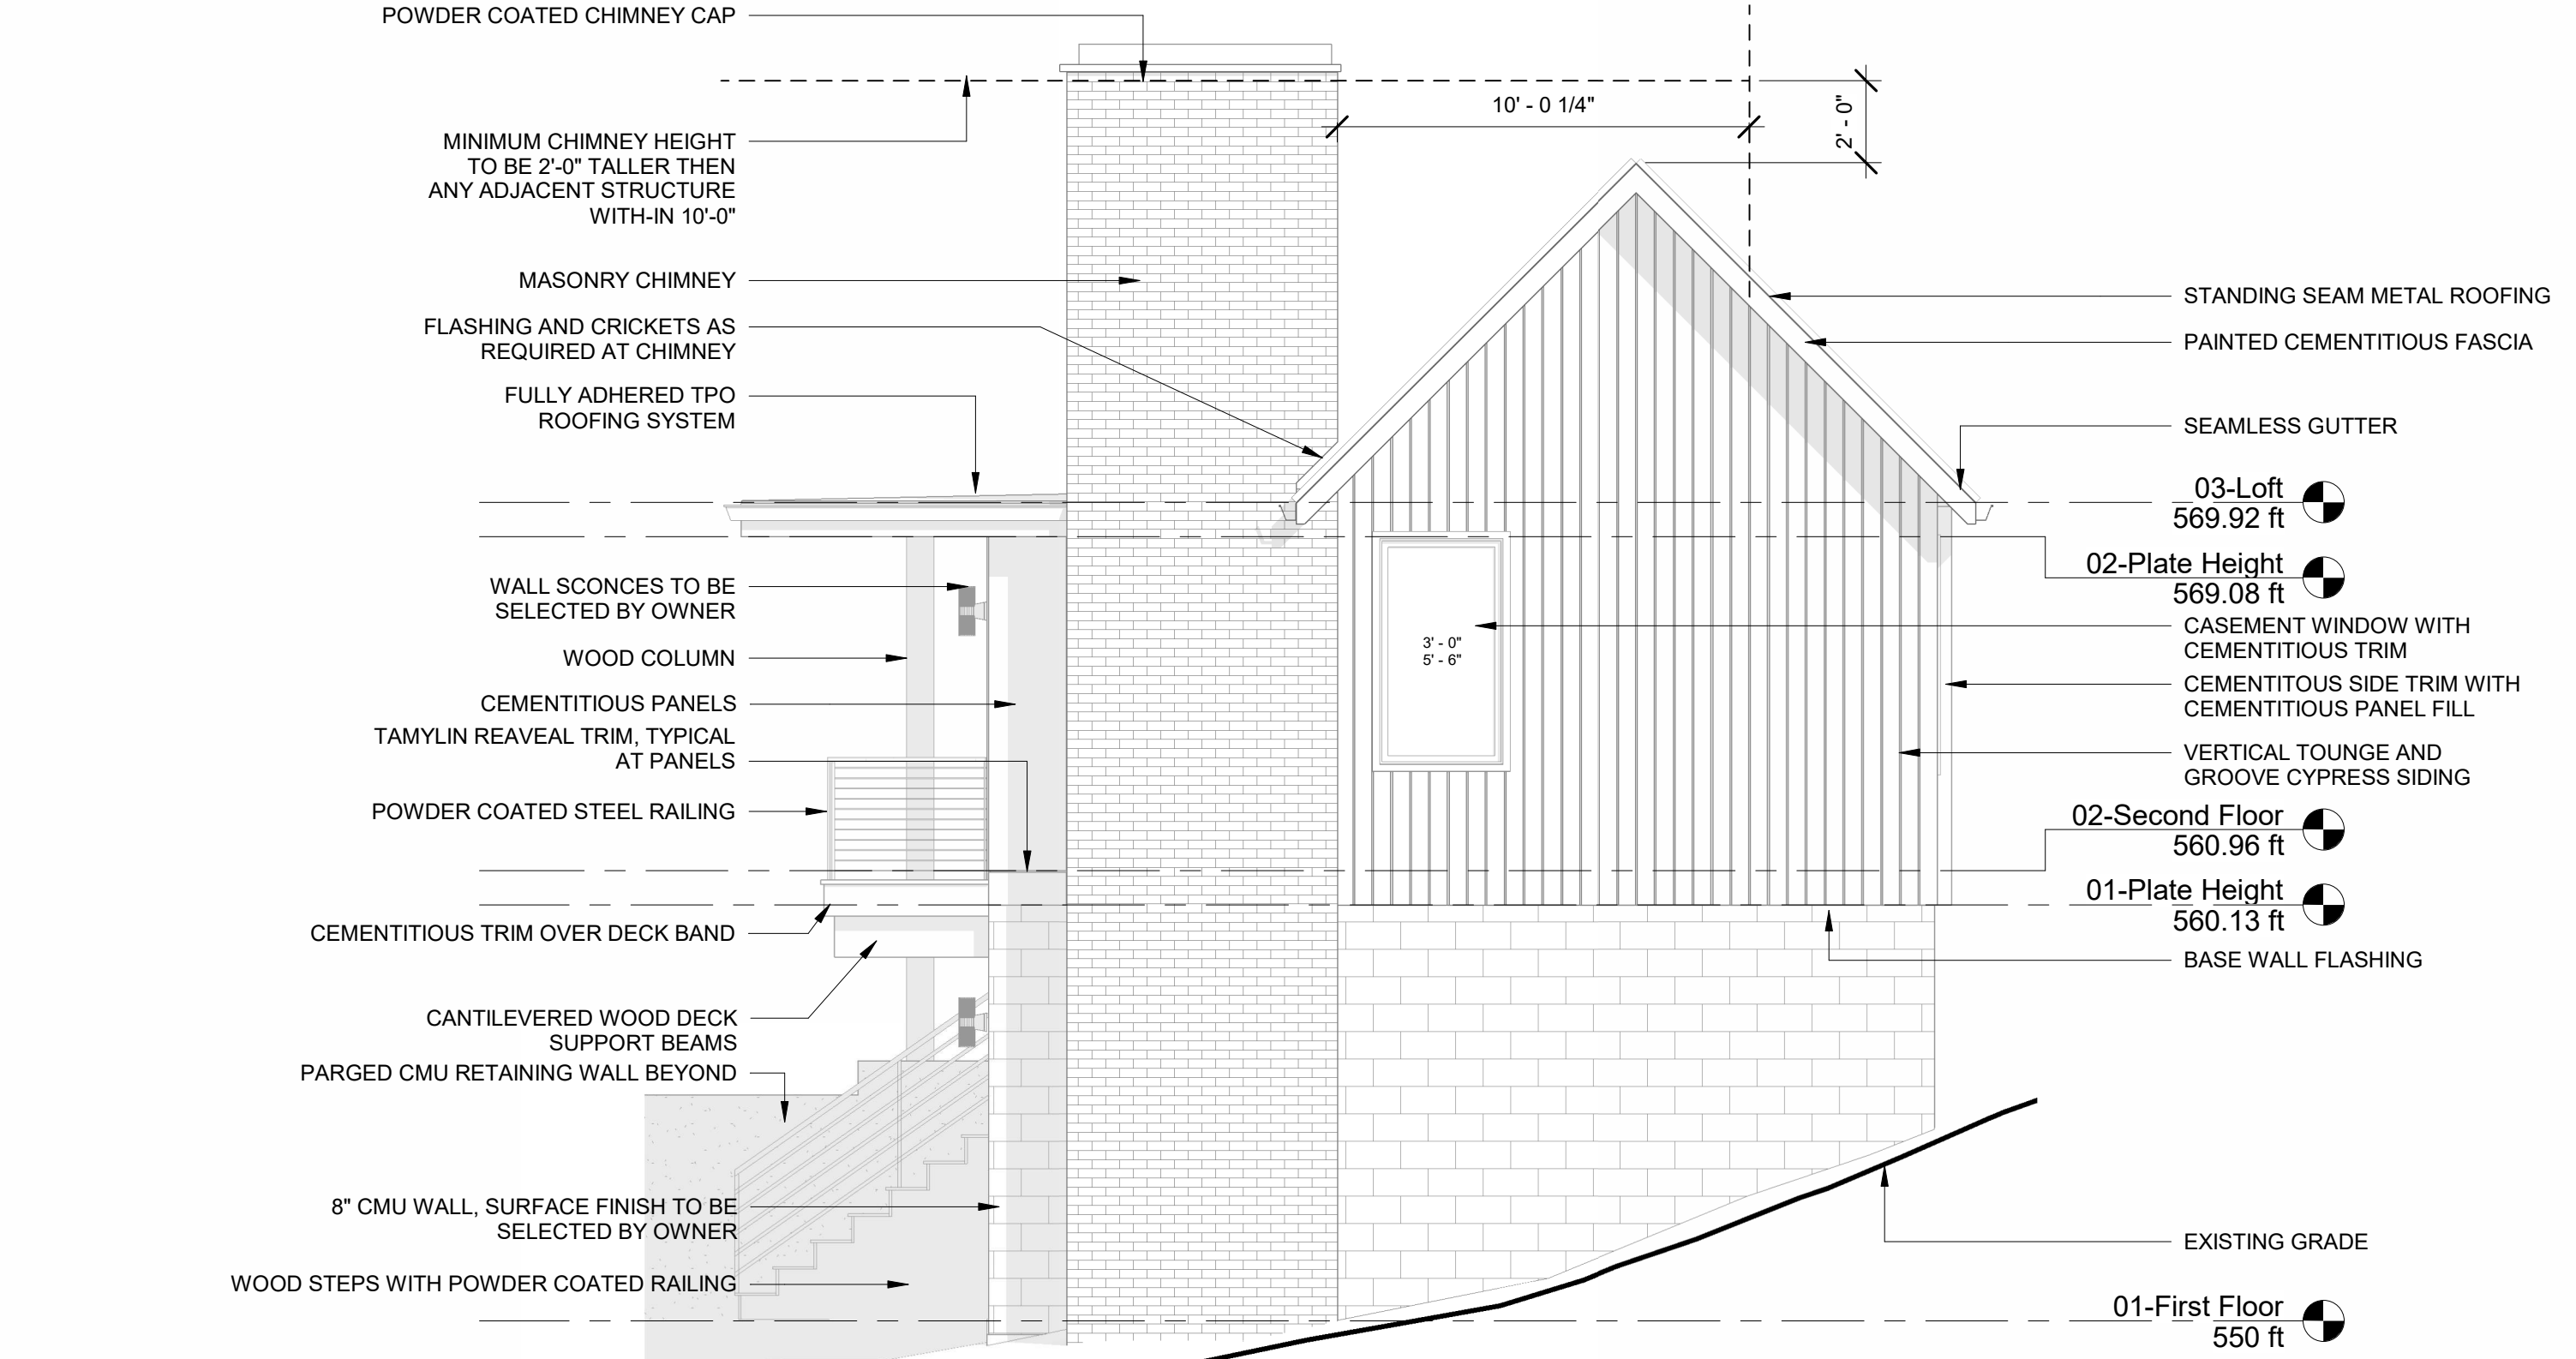 POWDER COATED CHIMNEY CAP
MINIMUM CHIMNEY HEIGHT
TO BE 2'-0" TALLER THEN
ANY ADJACENT STRUCTURE
WITH-IN 10'-0"
MASONRY CHIMNEY
FLASHING AND CRICKETS AS
REQUIRED AT CHIMNEY
FULLY ADHERED TPO
ROOFING SYSTEM
WALL SCONCES TO BE
SELECTED BY OWNER
WOOD COLUMN
CEMENTITIOUS PANELS
TAMYLIN REAVEAL TRIM, TYPICAL
AT PANELS
POWDER COATED STEEL RAILING
CEMENTITIOUS TRIM OVER DECK BAND
CANTILEVERED WOOD DECK
SUPPORT BEAMS
PARGED CMU RETAINING WALL BEYOND
8" CMU WALL, SURFACE FINISH TO BE
SELECTED BY OWNER
WOOD STEPS WITH POWDER COATED RAILING
10' - 0 1/4"
2' - 0"
3' - 0"
5' - 6"
STANDING SEAM METAL ROOFING
PAINTED CEMENTITIOUS FASCIA
SEAMLESS GUTTER
03-Loft
569.92 ft
02-Plate Height
569.08 ft
CASEMENT WINDOW WITH
CEMENTITIOUS TRIM
CEMENTITOUS SIDE TRIM WITH
CEMENTITIOUS PANEL FILL
VERTICAL TOUNGE AND
GROOVE CYPRESS SIDING
02-Second Floor
560.96 ft
01-Plate Height
560.13 ft
BASE WALL FLASHING
EXISTING GRADE
01-First Floor
550 ft